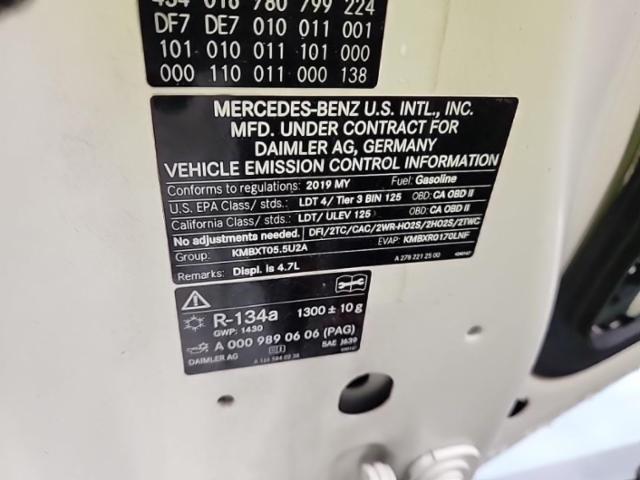 454 016 780 799 224
DF7 DE7 010 011 001
101 010 011 101 000
000 110 011 000 138
MERCEDES-BENZ U.S. INTL., INC.
MFD. UNDER CONTRACT FOR
DAIMLER AG, GERMANY
VEHICLE EMISSION CONTROL INFORMATION
Conforms to regulations: 2019 MY Fuel: Gasoline
U.S. EPA Class/ stds.: LDT 4/ Tier 3 BIN 125 OBD: CA OBD II
California Class/ stds.: LDT/ ULEV 125 OBD: CA OBD II
No adjustments needed. DFI/2TC/CAC/2WR-HO2S/2HO2S/2TWC
Group: KMBXT05.5U2A EVAP: KMBXR0170LNF
Remarks: Displ. is 4.7L A 278 221 25 00
R-134a 1300 ± 10 g
GWP: 1430
A 000 989 06 06 (PAG)
DAIMLER AG SAE J639